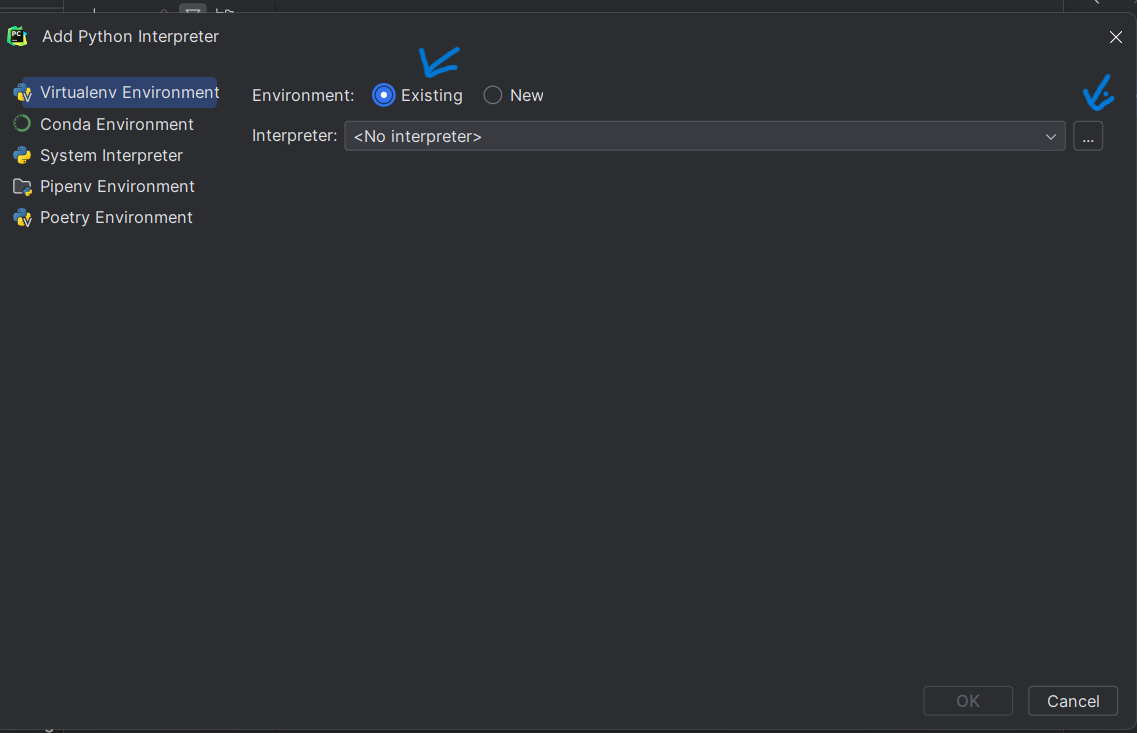 Add Python Interpreter
Virtualenv Environment
Environment: Existing New
Conda Environment
Interpreter: <No interpreter> ...
System Interpreter
Pipenv Environment
Poetry Environment
OK Cancel